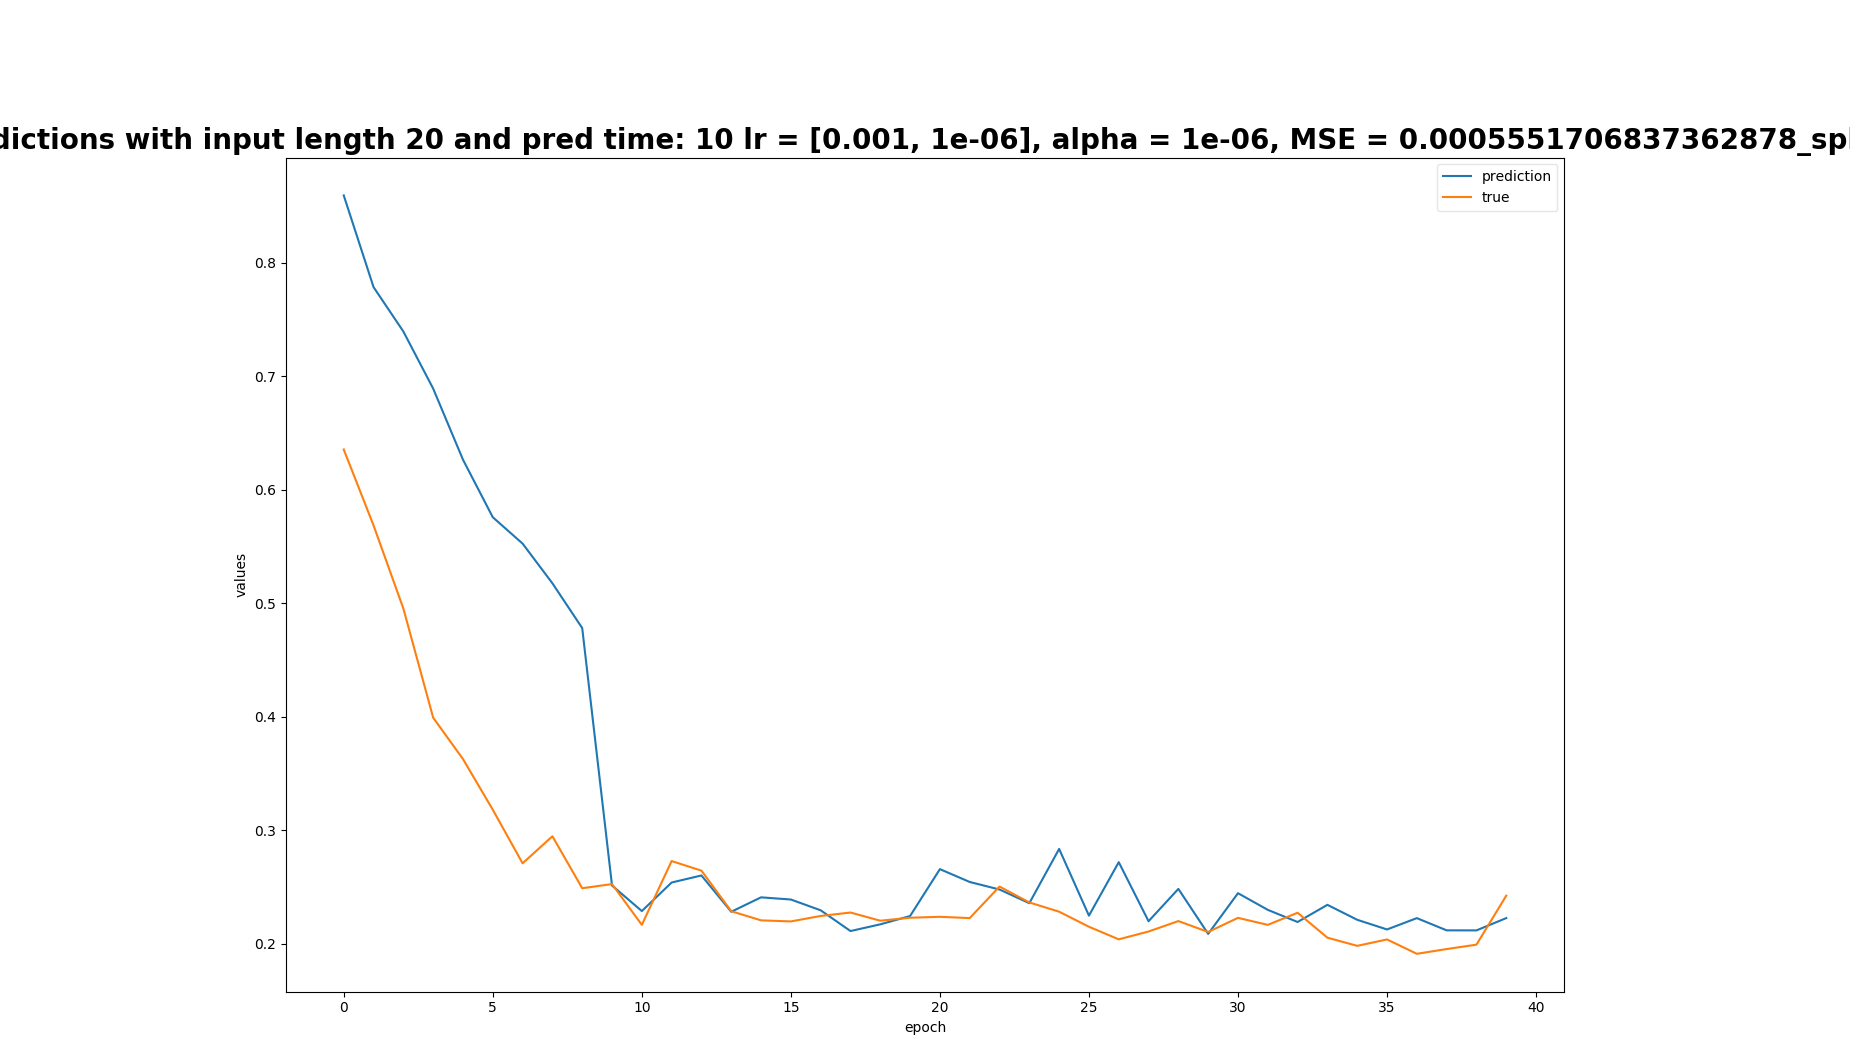 dictions with input length 20 and pred time: 10 lr = [0.001, 1e-06], alpha = 1e-06, MSE = 0.0005551706837362878_spl
prediction
true
0.8
0.7
0.6
0.5
0.4
0.3
0.2
values
0 5 10 15 20 25 30 35 40
epoch